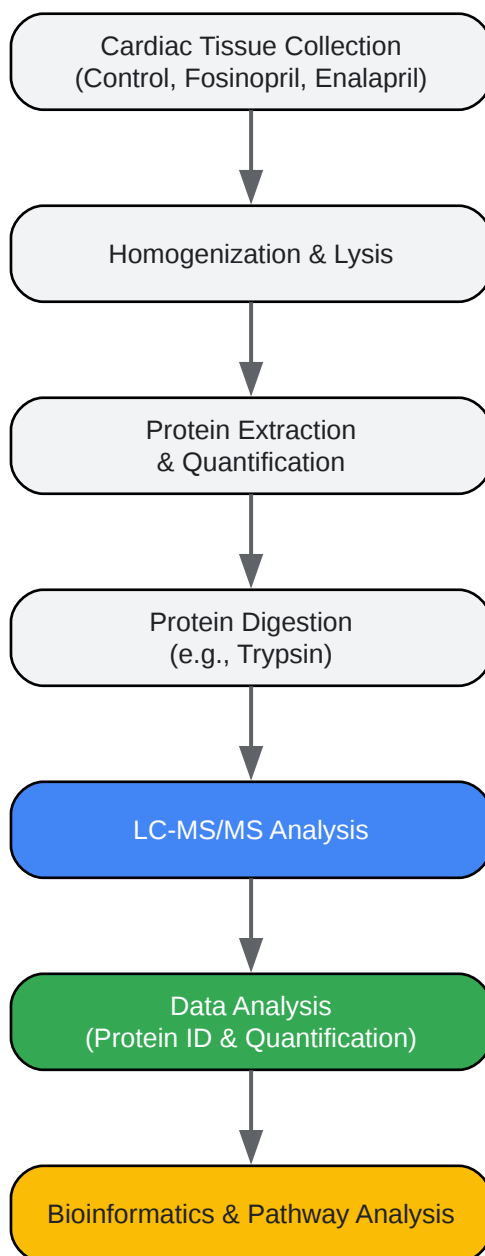 Cardiac Tissue Collection
(Control, Fosinopril, Enalapril)
Homogenization & Lysis
Protein Extraction
& Quantification
Protein Digestion
(e.g., Trypsin)
LC-MS/MS Analysis
Data Analysis
(Protein ID & Quantification)
Bioinformatics & Pathway Analysis